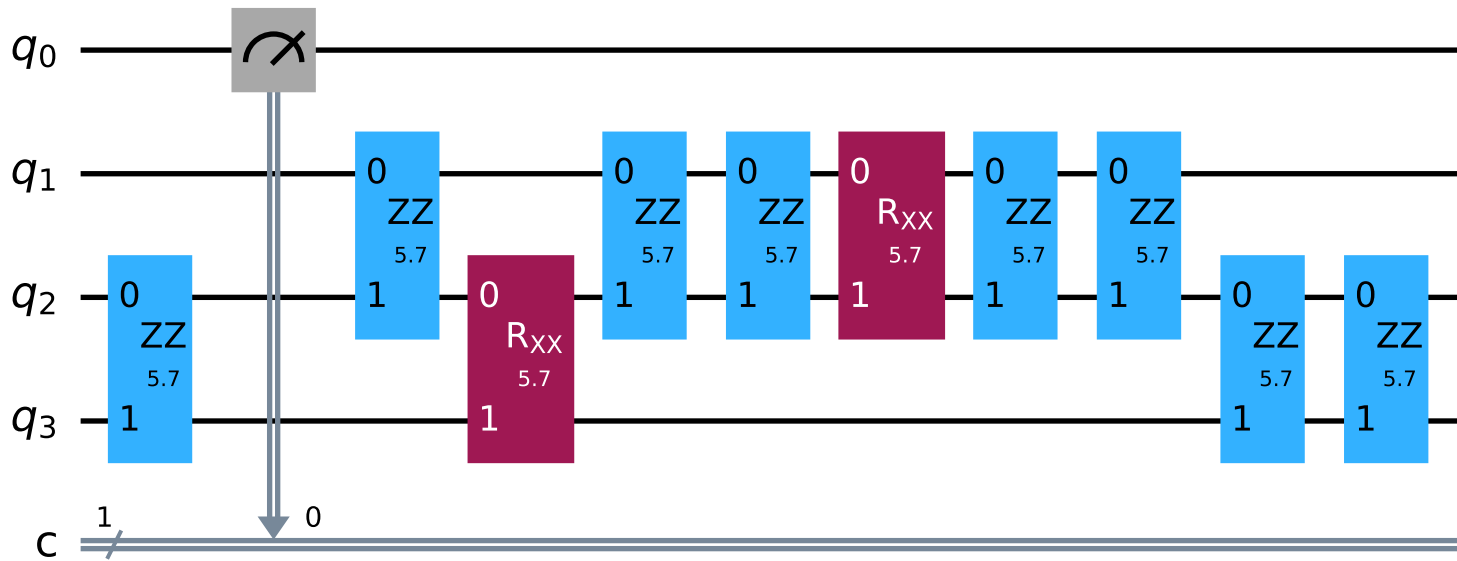 q0
q1
0 0 0 0 0 0
ZZ ZZ ZZ RXX ZZ ZZ
5.7 5.7 5.7 5.7 5.7 5.7
q2
0 1 0 1 1 1 1 1 0 0
ZZ RXX ZZ ZZ
5.7 5.7 5.7 5.7
q3
1 1 1 1
1 0
c